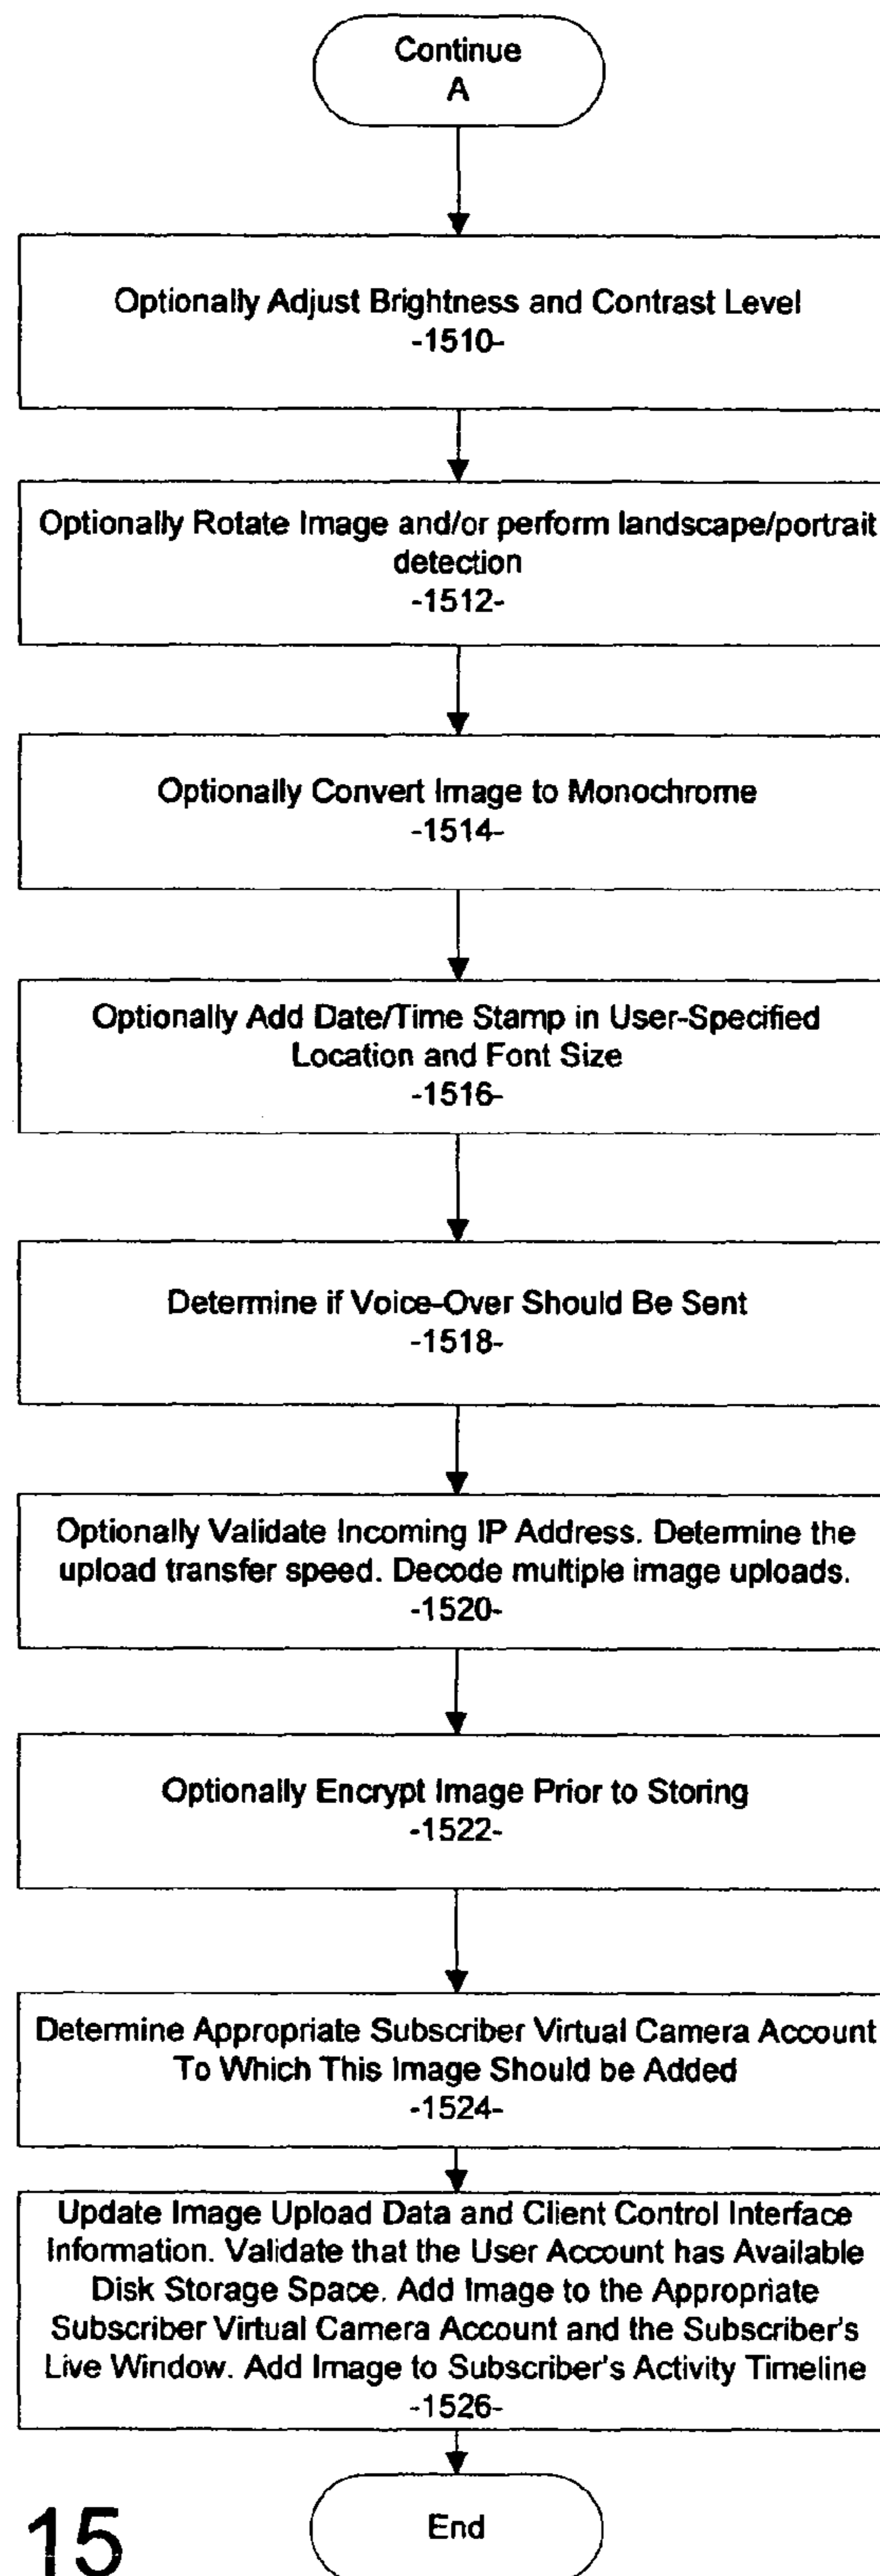 Continue
A
Optionally Adjust Brightness and Contrast Level
-1510-
Optionally Rotate Image and/or perform landscape/portrait
detection
-1512-
Optionally Convert Image to Monochrome
-1514-
Optionally Add Date/Time Stamp in User-Specified
Location and Font Size
-1516-
Determine if Voice-Over Should Be Sent
-1518-
Optionally Validate Incoming IP Address. Determine the
upload transfer speed. Decode multiple image uploads.
-1520-
Optionally Encrypt Image Prior to Storing
-1522-
Determine Appropriate Subscriber Virtual Camera Account
To Which This Image Should be Added
-1524-
Update Image Upload Data and Client Control Interface
Information. Validate that the User Account has Available
Disk Storage Space. Add Image to the Appropriate
Subscriber Virtual Camera Account and the Subscriber's
Live Window. Add Image to Subscriber's Activity Timeline
-1526-
End
15